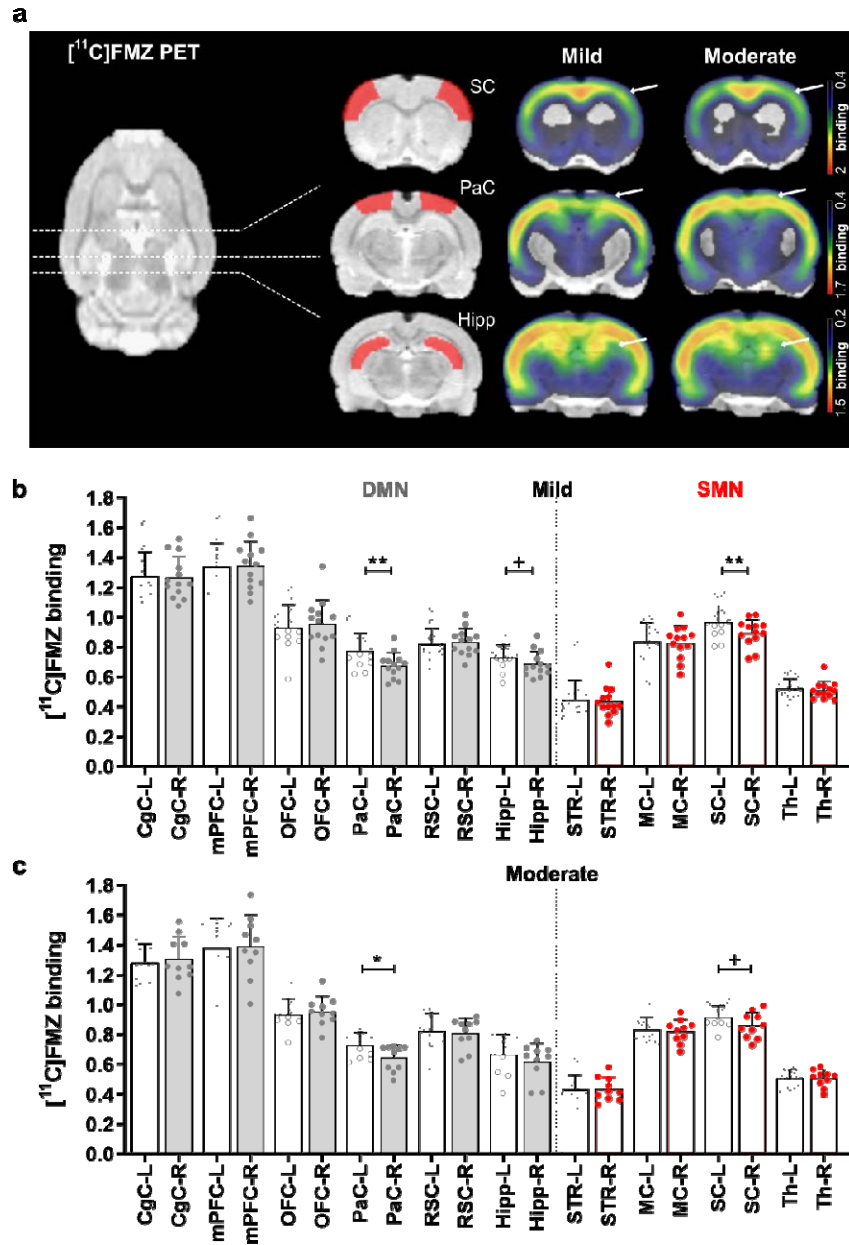 a
[¹¹C]FMZ PET
Mild
Moderate
SC
PaC
Hipp
0.4
binding
2
0.4
binding
1.7
0.2
binding
1.5
b
DMN
Mild
SMN
[¹¹C]FMZ binding
1.8
1.6
1.4
1.2
1.0
0.8
0.6
0.4
0.2
0.0
**
+
**
CgC-L
CgC-R
mPFC-L
mPFC-R
OFC-L
OFC-R
PaC-L
PaC-R
RSC-L
RSC-R
Hipp-L
Hipp-R
STR-L
STR-R
MC-L
MC-R
SC-L
SC-R
Th-L
Th-R
c
Moderate
[¹¹C]FMZ binding
1.8
1.6
1.4
1.2
1.0
0.8
0.6
0.4
0.2
0.0
*
+
CgC-L
CgC-R
mPFC-L
mPFC-R
OFC-L
OFC-R
PaC-L
PaC-R
RSC-L
RSC-R
Hipp-L
Hipp-R
STR-L
STR-R
MC-L
MC-R
SC-L
SC-R
Th-L
Th-R